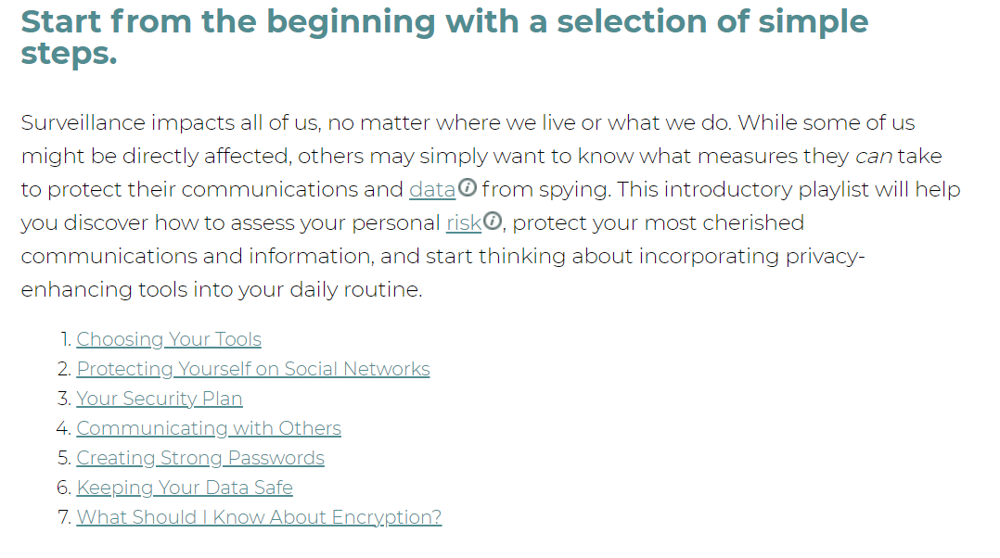 Start from the beginning with a selection of simple
steps.
Surveillance impacts all of us, no matter where we live or what we do. While some of us
might be directly affected, others may simply want to know what measures they can take
to protect their communications and data from spying. This introductory playlist will help
you discover how to assess your personal risk, protect your most cherished
communications and information, and start thinking about incorporating privacy-
enhancing tools into your daily routine.
1. Choosing Your Tools
2. Protecting Yourself on Social Networks
3. Your Security Plan
4. Communicating with Others
5. Creating Strong Passwords
6. Keeping Your Data Safe
7. What Should I Know About Encryption?